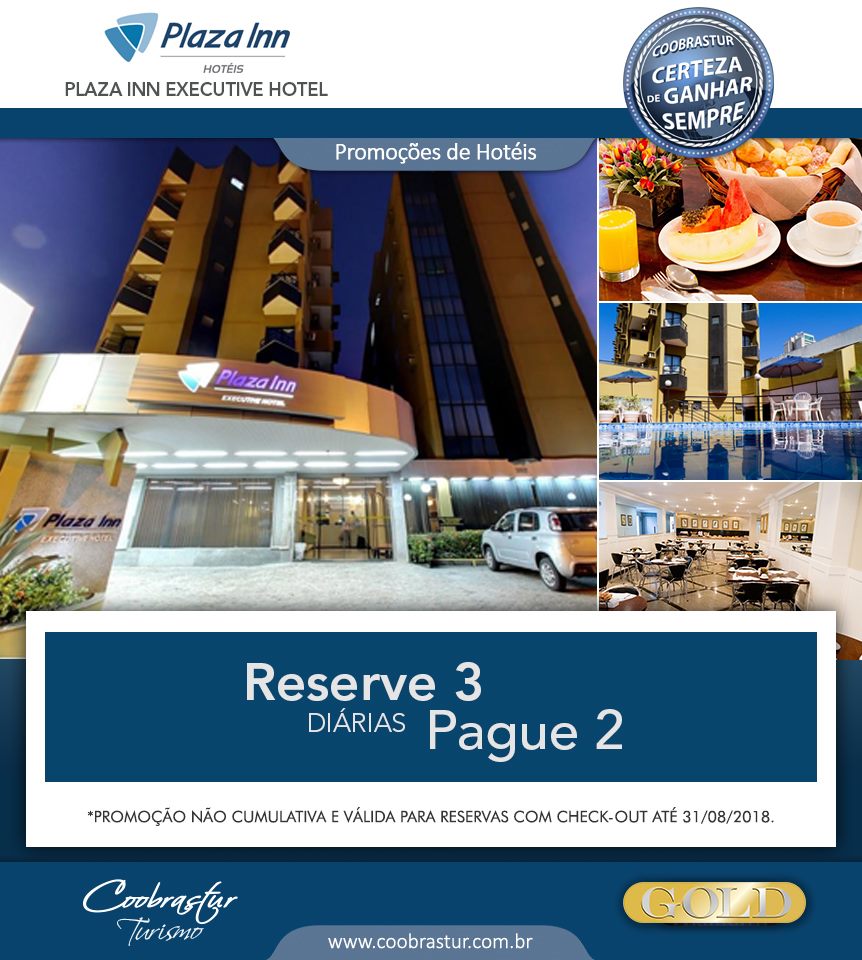 Plaza Inn
HOTÉIS
PLAZA INN EXECUTIVE HOTEL
COOBRASTUR
CERTEZA
DE GANHAR
SEMPRE
Promoções de Hotéis
Plaza Inn
EXECUTIVE HOTEL
Plaza Inn
EXECUTIVE HOTEL
Reserve 3
DIÁRIAS Pague 2
*PROMOÇÃO NÃO CUMULATIVA E VÁLIDA PARA RESERVAS COM CHECK-OUT ATÉ 31/08/2018.
Coobrastur
Turismo
GOLD
www.coobrastur.com.br